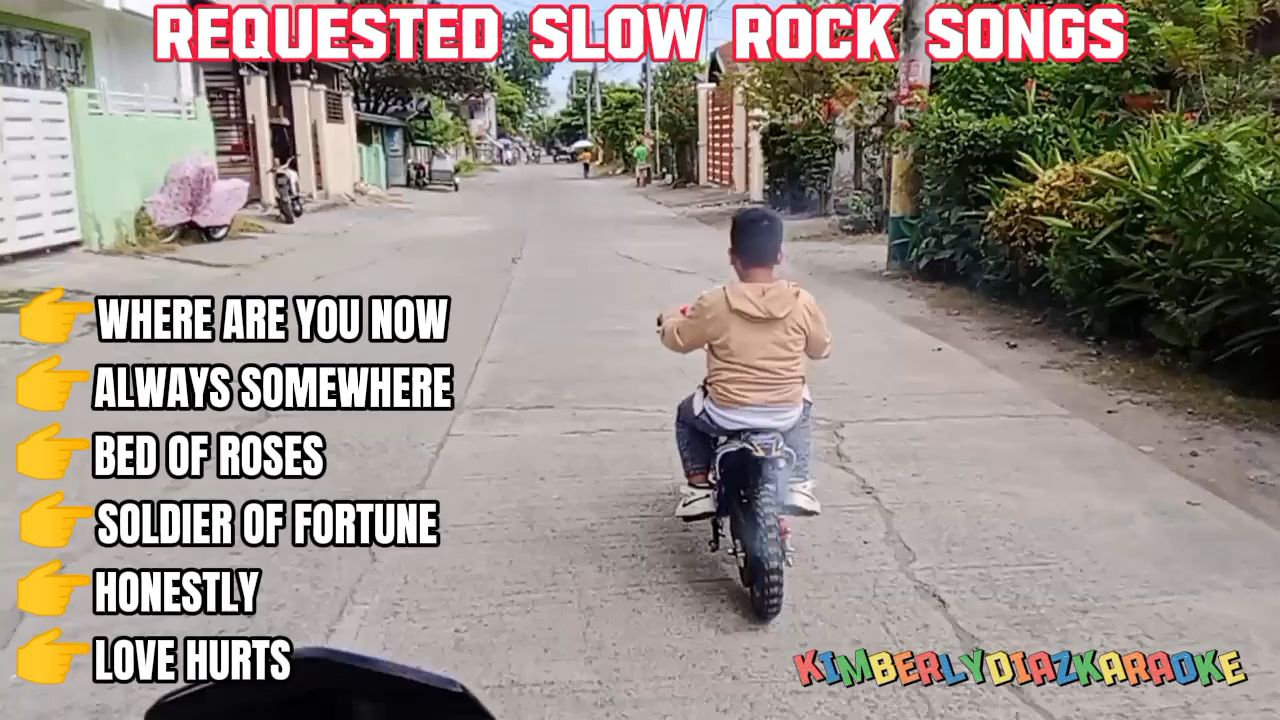 REQUESTED SLOW ROCK SONGS
WHERE ARE YOU NOW
ALWAYS SOMEWHERE
BED OF ROSES
SOLDIER OF FORTUNE
HONESTLY
LOVE HURTS
KIMBERLYDIAZKARAOKE